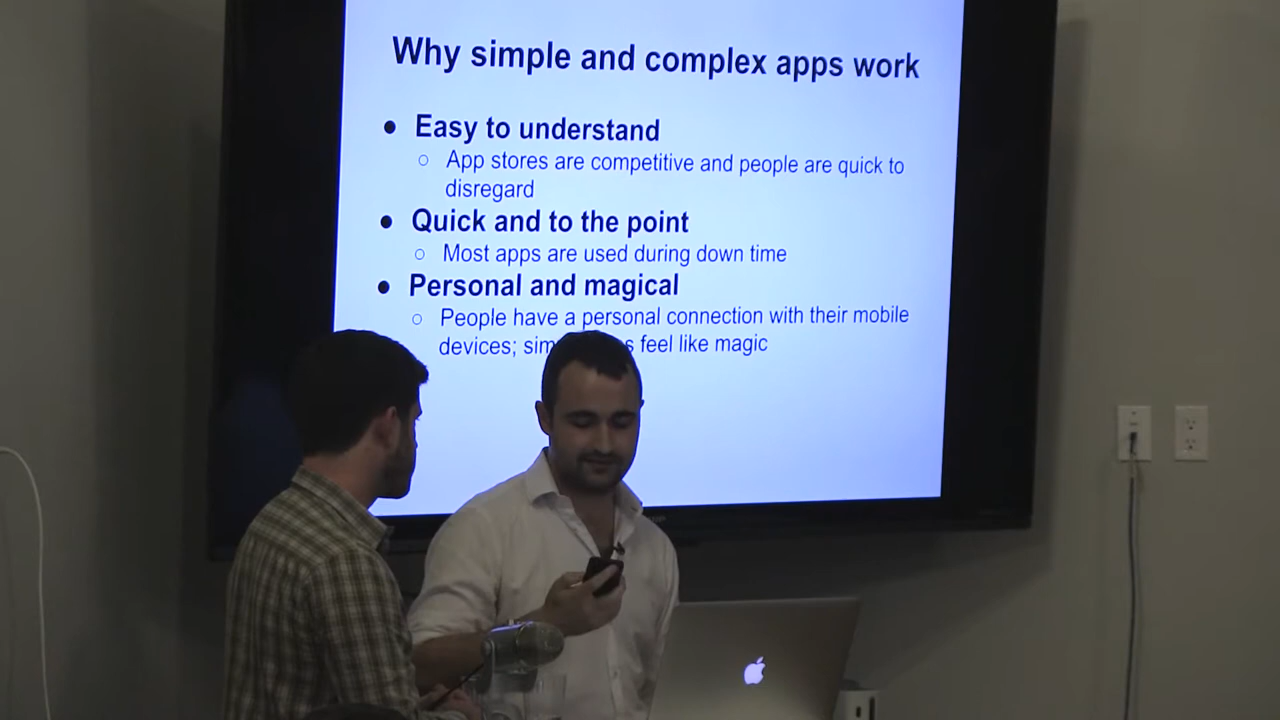 Why simple and complex apps work
● Easy to understand
○ App stores are competitive and people are quick to
disregard
● Quick and to the point
○ Most apps are used during down time
● Personal and magical
○ People have a personal connection with their mobile
devices; feel like magic